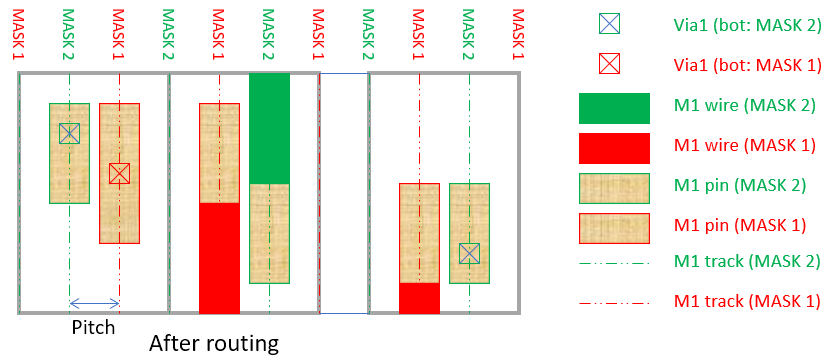 MASK 1
MASK 2
MASK 1
MASK 2
MASK 1
MASK 2
MASK 1
MASK 2
MASK 1
MASK 2
MASK 1
Via1 (bot: MASK 2)
Via1 (bot: MASK 1)
M1 wire (MASK 2)
M1 wire (MASK 1)
M1 pin (MASK 2)
M1 pin (MASK 1)
M1 track (MASK 2)
M1 track (MASK 1)
Pitch
After routing